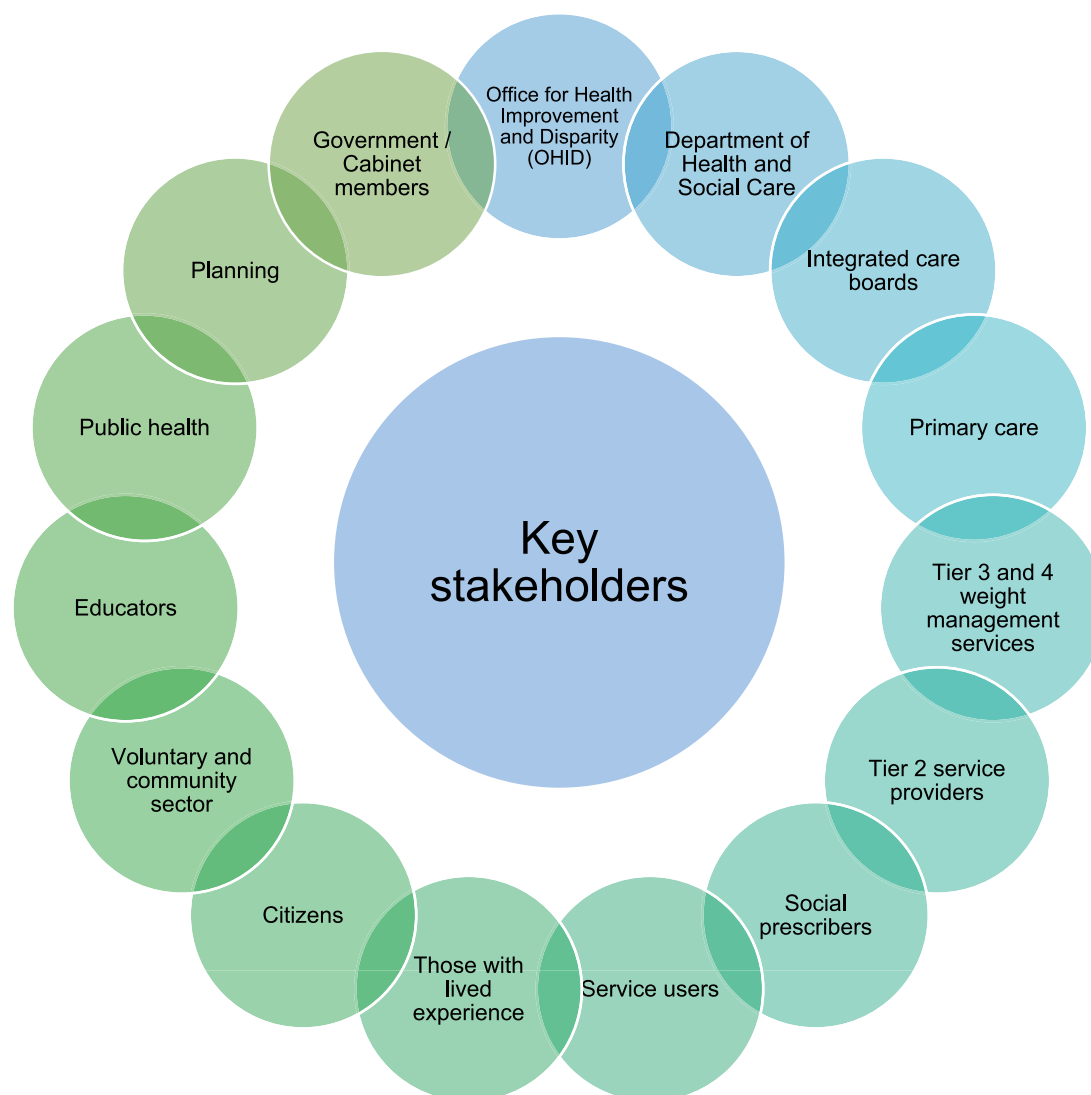 Office for Health
Improvement
and Disparity
(OHID)
Department of
Health and
Social Care
Integrated care
boards
Primary care
Tier 3 and 4
weight
management
services
Tier 2 service
providers
Social
prescribers
Service users
Those with
lived
experience
Citizens
Voluntary and
community
sector
Educators
Public health
Planning
Government /
Cabinet
members
Key
stakeholders